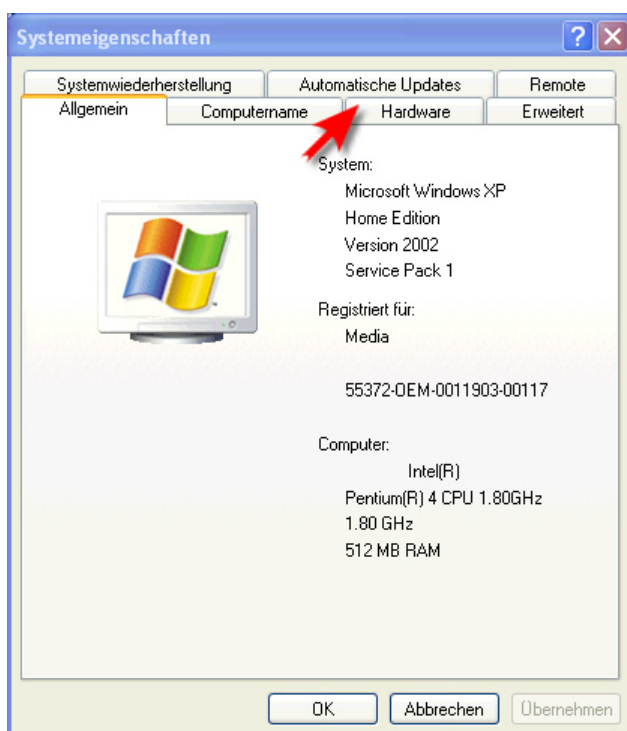 Systemeigenschaften
Systemwiederherstellung Automatische Updates Remote
Allgemein Computername Hardware Erweitert
System:
Microsoft Windows XP
Home Edition
Version 2002
Service Pack 1
Registriert für:
Media
55372-OEM-0011903-00117
Computer:
Intel(R)
Pentium(R) 4 CPU 1.80GHz
1.80 GHz
512 MB RAM
OK Abbrechen Übernehmen